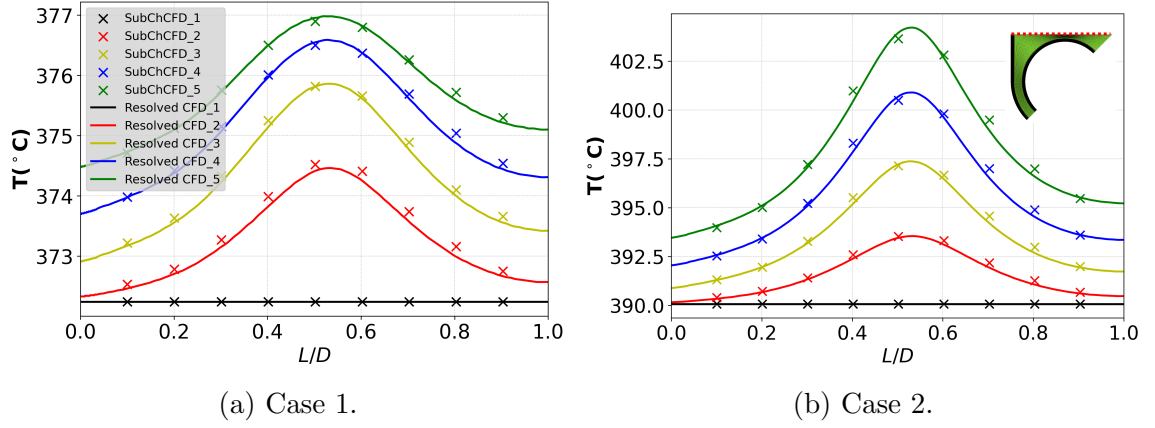 377
376
375
374
373
T(°C)
SubChCFD_1
SubChCFD_2
SubChCFD_3
SubChCFD_4
SubChCFD_5
Resolved CFD_1
Resolved CFD_2
Resolved CFD_3
Resolved CFD_4
Resolved CFD_5
0.0 0.2 0.4 0.6 0.8 1.0
L/D
(a) Case 1.
402.5
400.0
397.5
395.0
392.5
390.0
T(°C)
0.0 0.2 0.4 0.6 0.8 1.0
L/D
(b) Case 2.